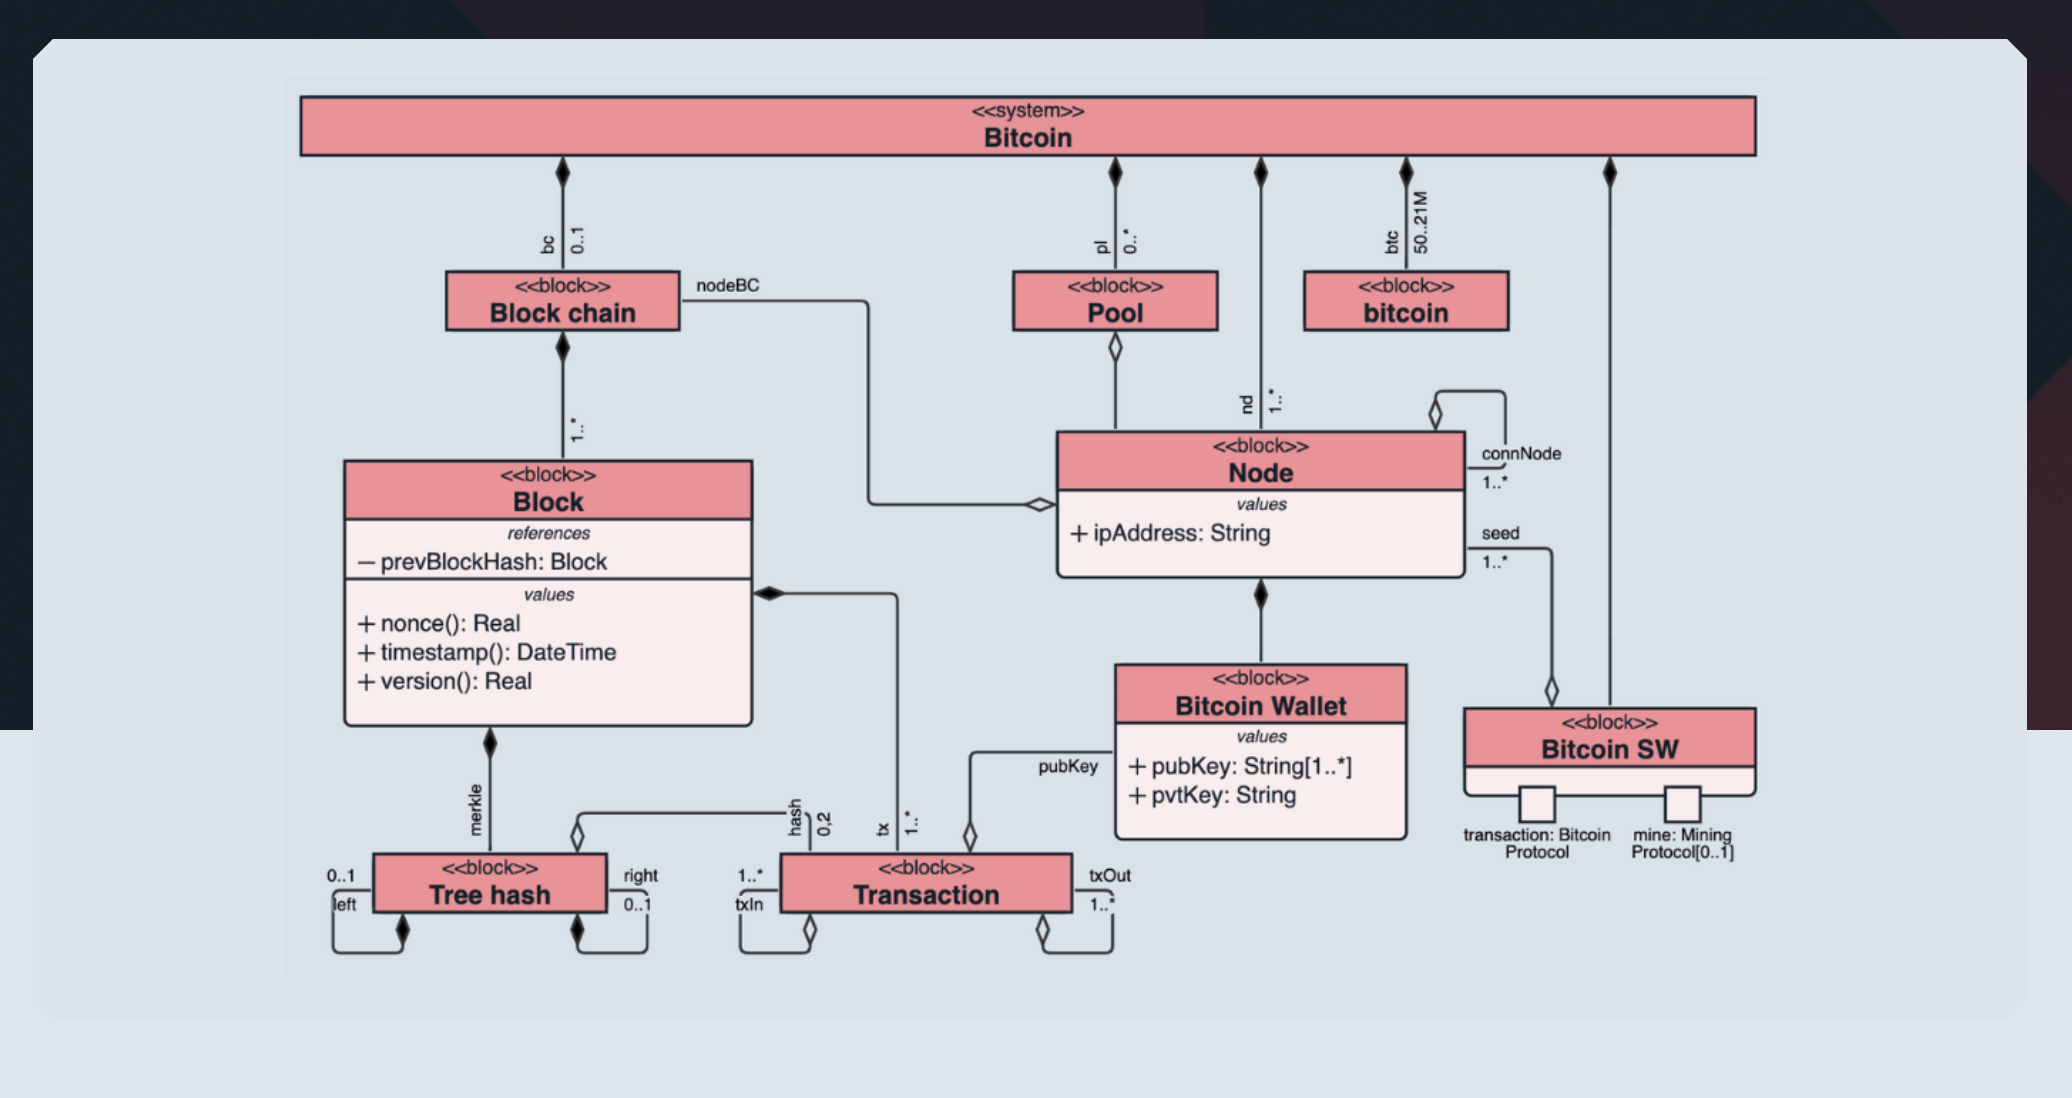 <<system>>
Bitcoin
bc
0..1
pl
0..*
btc
50..21M
<<block>>
Block chain
nodeBC
<<block>>
Pool
<<block>>
bitcoin
1..*
nd
1..*
<<block>>
Block
references
— prevBlockHash: Block
values
+ nonce(): Real
+ timestamp(): DateTime
+ version(): Real
<<block>>
Node
values
+ ipAddress: String
connNode
1..*
seed
1..*
<<block>>
Bitcoin Wallet
values
+ pubKey: String[1..*]
+ pvtKey: String
pubKey
<<block>>
Bitcoin SW
transaction: Bitcoin
Protocol
mine: Mining
Protocol[0..1]
merkle
hash
0,2
tx
1..*
<<block>>
Tree hash
0..1
left
right
0..1
<<block>>
Transaction
1..*
txIn
txOut
1..*